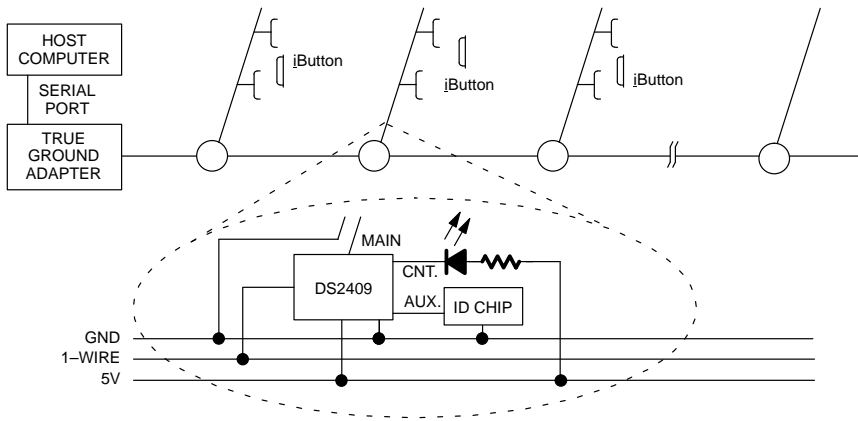 HOST
COMPUTER
SERIAL
PORT
TRUE
GROUND
ADAPTER
iButton
iButton
iButton
MAIN
CNT.
DS2409
AUX.
ID CHIP
GND
1–WIRE
5V